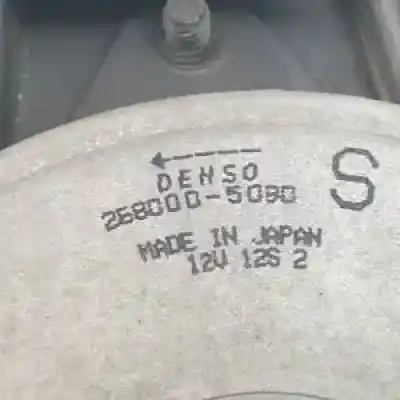 DENSO S
268000-5090
MADE IN JAPAN
12V 12S 2